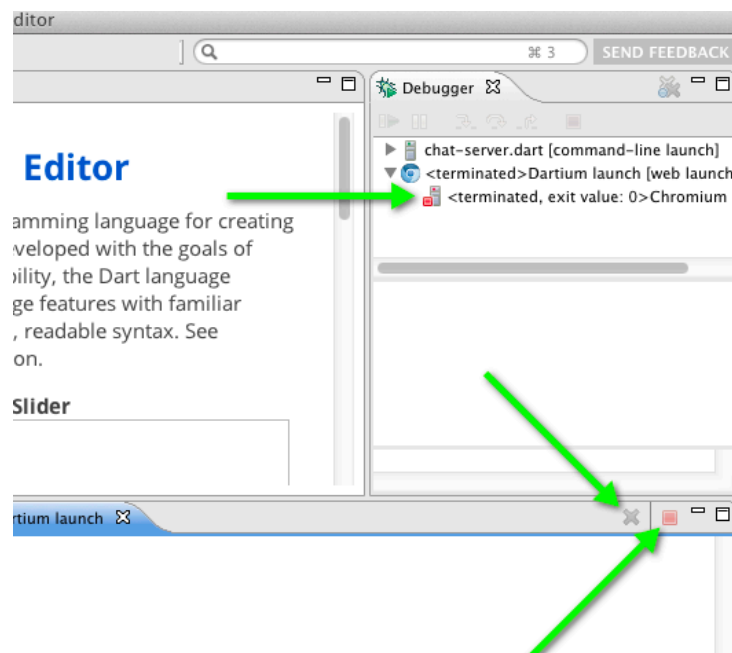 ditor
⌘ 3
SEND FEEDBACK
Debugger
chat-server.dart [command-line launch]
<terminated>Dartium launch [web launch
<terminated, exit value: 0>Chromium
Editor
amming language for creating
veloped with the goals of
bility, the Dart language
ge features with familiar
, readable syntax. See
on.
Slider
rtium launch